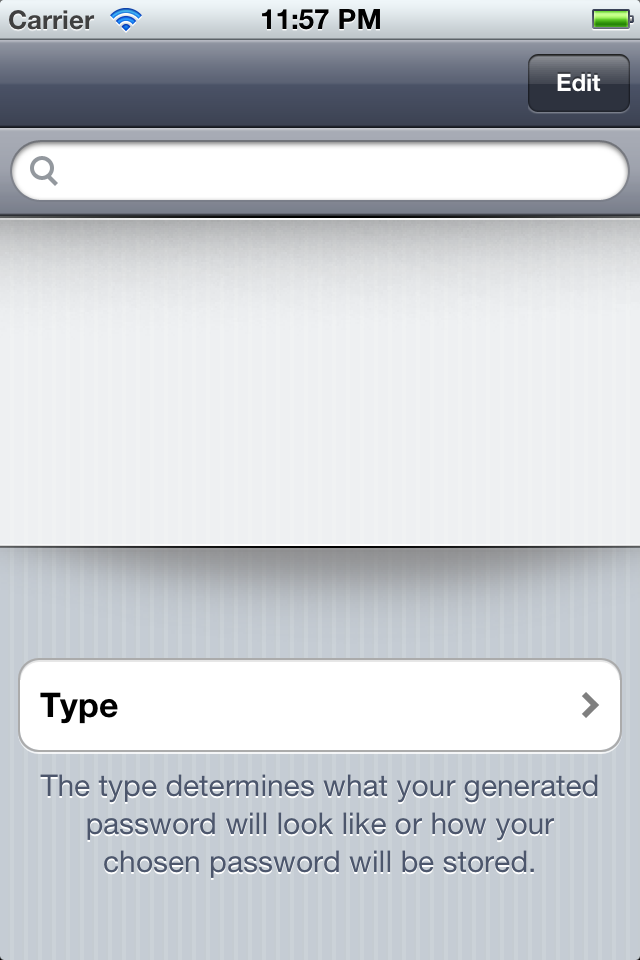 Carrier 11:57 PM
Edit
Type
The type determines what your generated
password will look like or how your
chosen password will be stored.